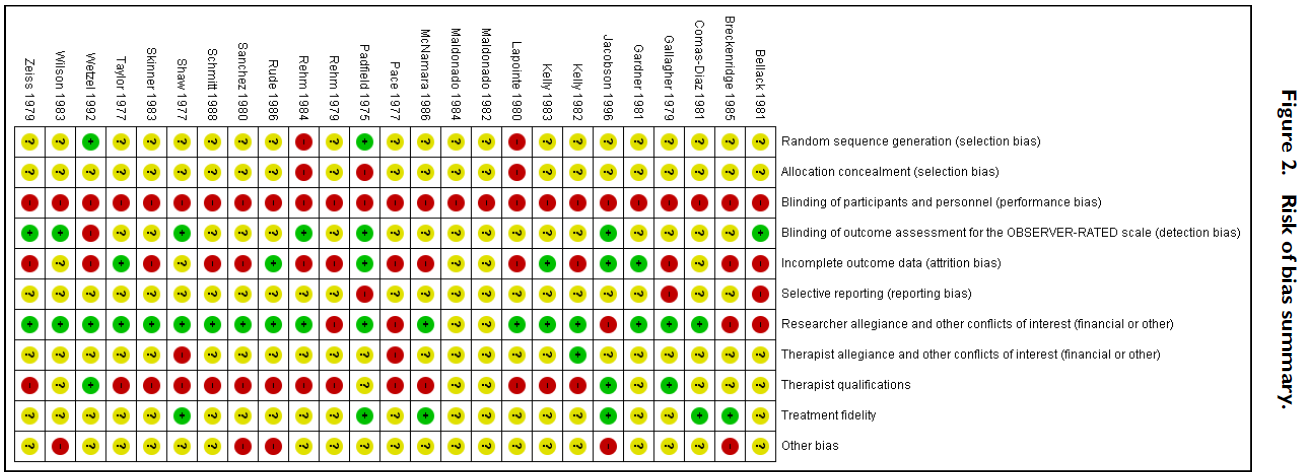 Figure 2. Risk of bias summary.
Random sequence generation (selection bias)
Allocation concealment (selection bias)
Blinding of participants and personnel (performance bias)
Blinding of outcome assessment for the OBSERVER-RATED scale (detection bias)
Incomplete outcome data (attrition bias)
Selective reporting (reporting bias)
Researcher allegiance and other conflicts of interest (financial or other)
Therapist allegiance and other conflicts of interest (financial or other)
Therapist qualifications
Treatment fidelity
Other bias
Bellack 1981
Breckenridge 1985
Comas-Diaz 1981
Gallagher 1979
Gardner 1981
Jacobson 1996
Kelly 1982
Kelly 1983
Lapointe 1980
Maldonado 1982
Maldonado 1984
McNamara 1986
Pace 1977
Padfield 1975
Rehm 1979
Rehm 1984
Rude 1986
Sanchez 1980
Schmitt 1988
Shaw 1977
Skinner 1983
Taylor 1977
Wetzel 1992
Wilson 1983
Zeiss 1979